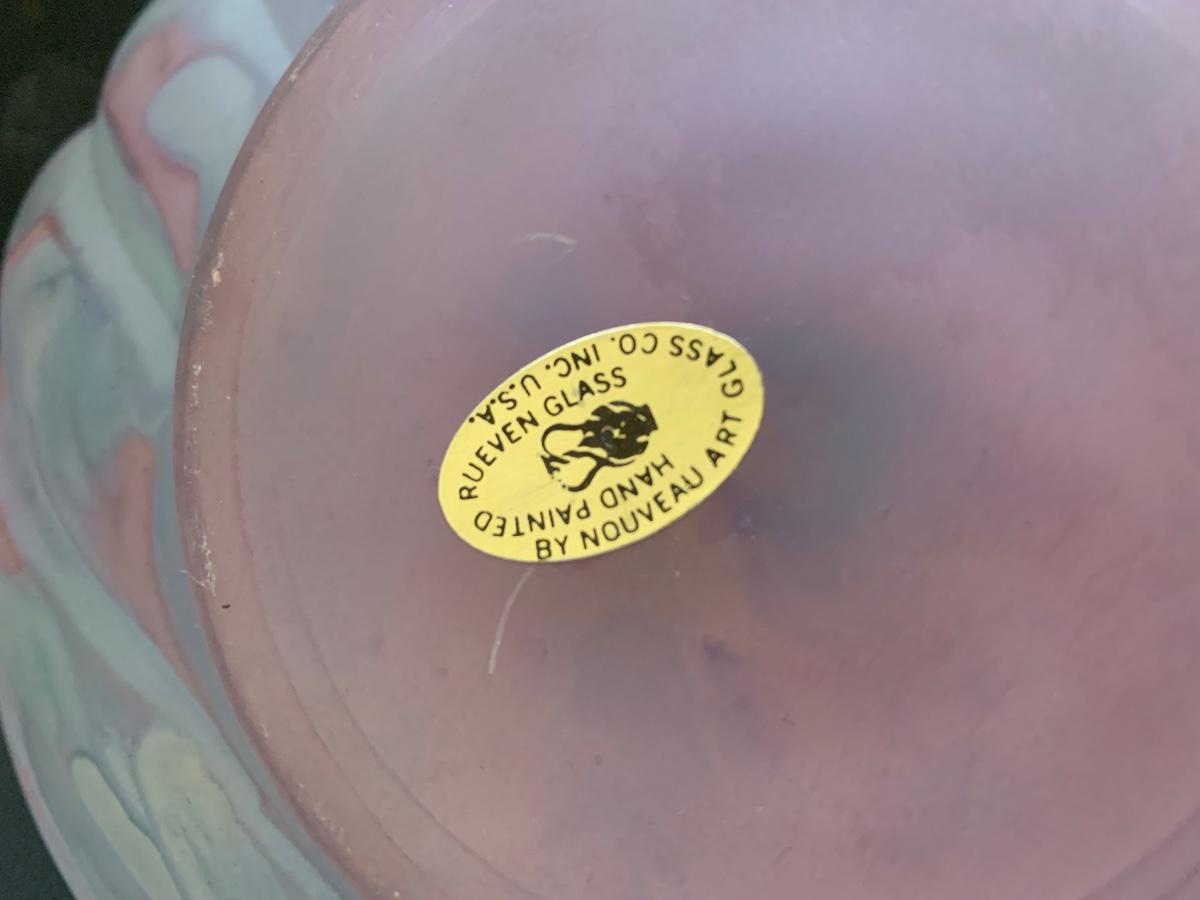 RUEVEN GLASS
HAND PAINTED
BY NOUVEAU ART GLASS CO. INC. U.S.A.